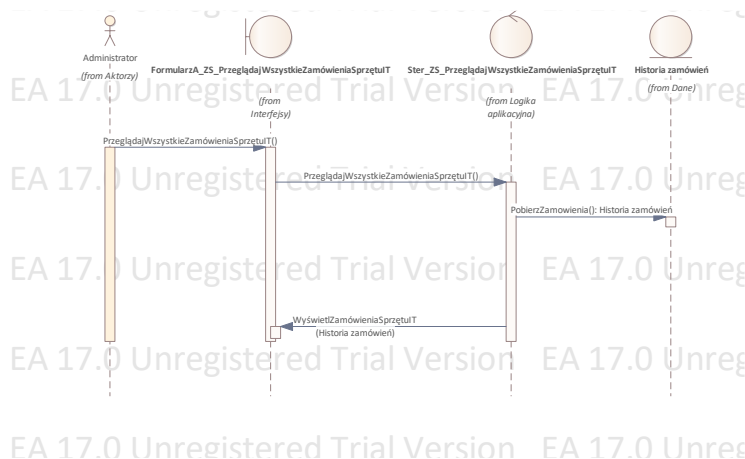 Administrator
(from Aktorzy)
FormularzA_ZS_PrzeglądajWszystkieZamówieniaSprzętuIT
(from
Interfejsy)
Ster_ZS_PrzeglądajWszystkieZamówieniaSprzętuIT
(from Logika
aplikacyjna)
Historia zamówień
(from Dane)
EA 17.0 Unregistered Trial Version EA 17.0 Unreg
PrzeglądajWszystkieZamówieniaSprzetuIT()
PrzeglądajWszystkieZamówieniaSprzętuIT()
EA 17.0 Unregistered Trial Version EA 17.0 Unreg
PobierzZamowienia(): Historia zamówień
EA 17.0 Unregistered Trial Version EA 17.0 Unreg
WyświetlZamówieniaSprzętuIT
(Historia zamówień)
EA 17.0 Unregistered Trial Version EA 17.0 Unreg
EA 17.0 Unregistered Trial Version EA 17.0 Unreg